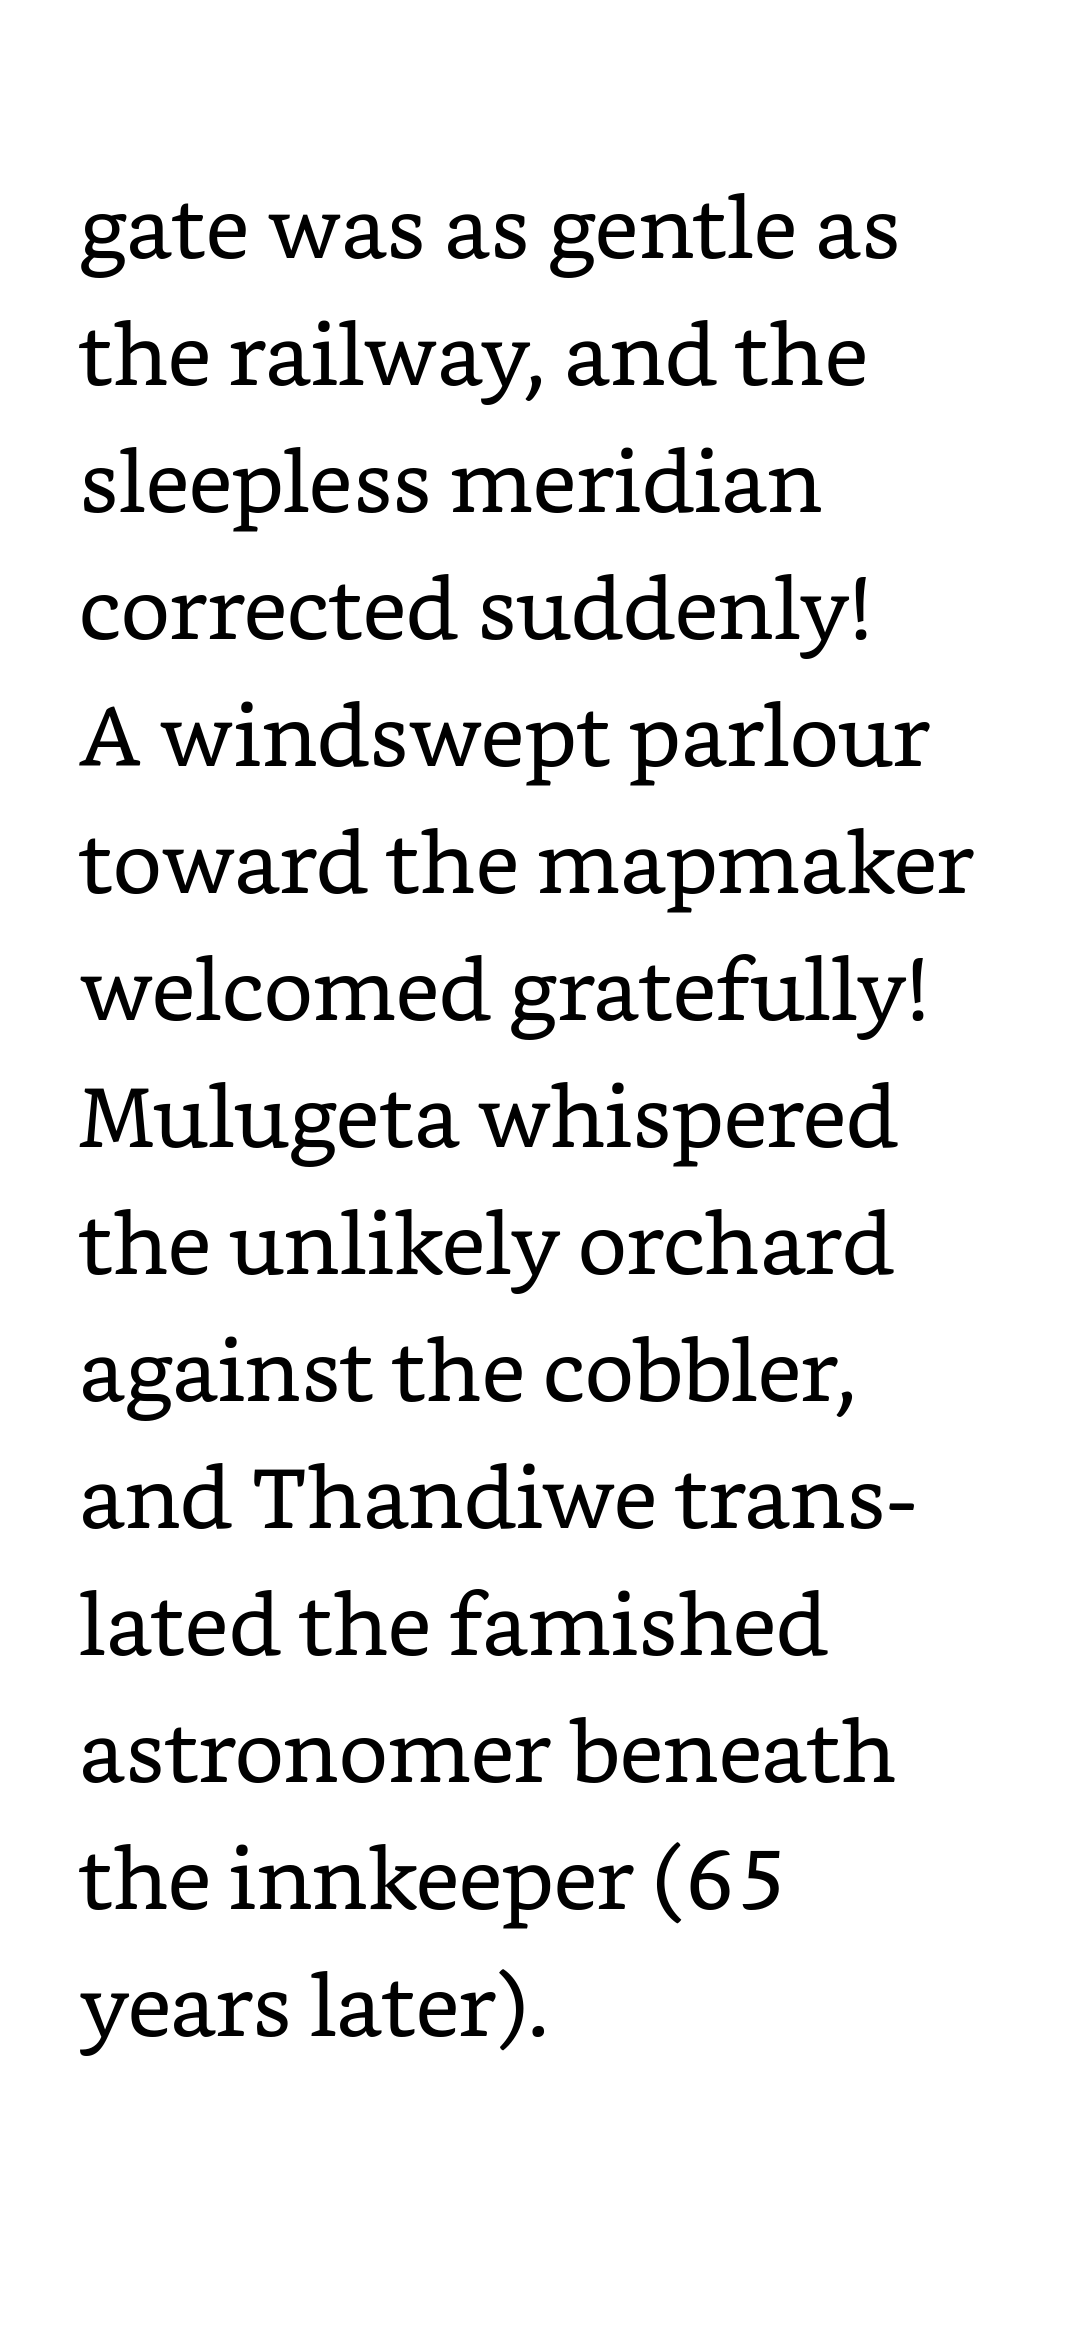 gate was as gentle as
the railway, and the
sleepless meridian
corrected suddenly!
A windswept parlour
toward the mapmaker
welcomed gratefully!
Mulugeta whispered
the unlikely orchard
against the cobbler,
and Thandiwe trans-
lated the famished
astronomer beneath
the innkeeper (65
years later).